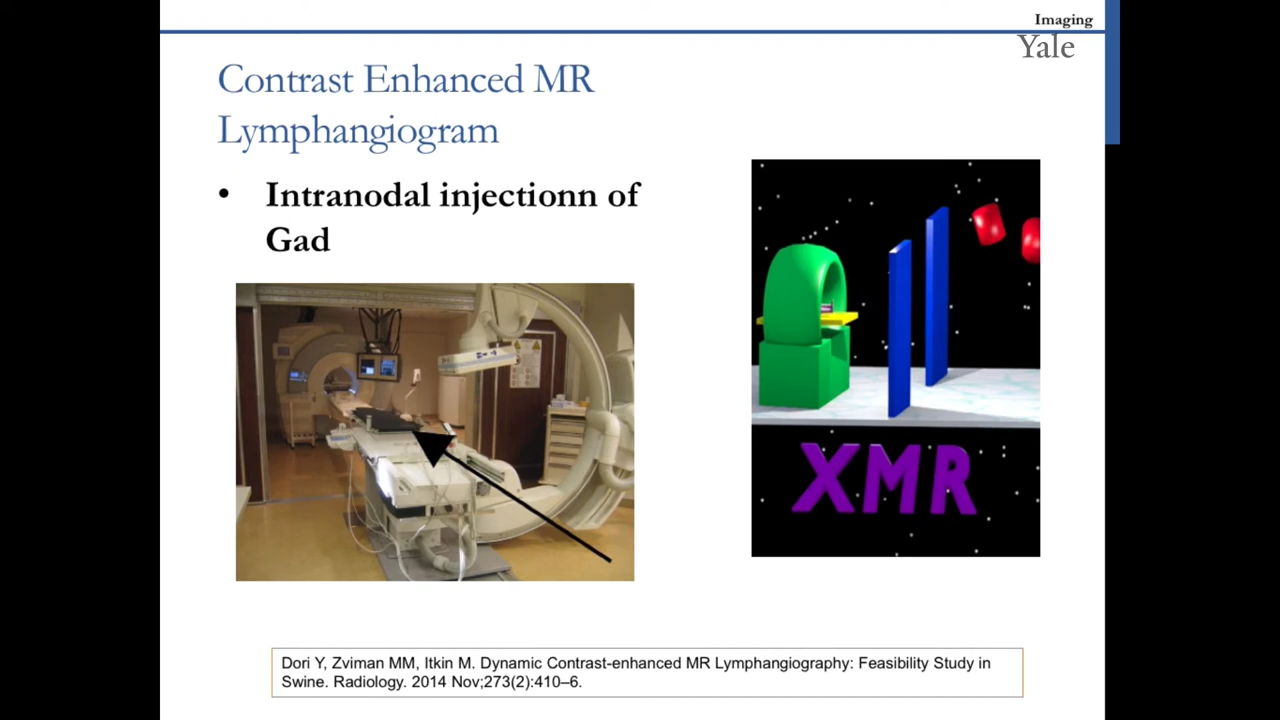 Imaging
Yale
Contrast Enhanced MR
Lymphangiogram
• Intranodal injectionn of
Gad
XMR
Dori Y, Zviman MM, Itkin M. Dynamic Contrast-enhanced MR Lymphangiography: Feasibility Study in
Swine. Radiology. 2014 Nov;273(2):410–6.